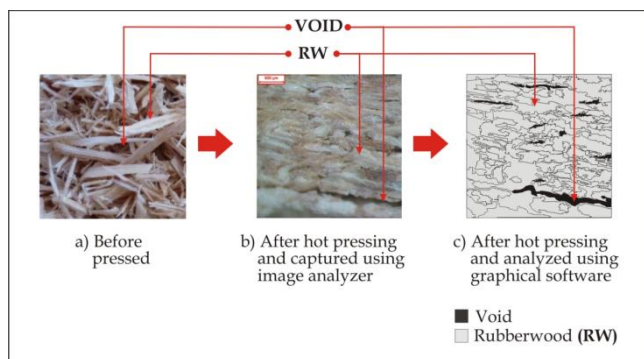 VOID
RW
a) Before
pressed
b) After hot pressing
and captured using
image analyzer
c) After hot pressing
and analyzed using
graphical software
Void
Rubberwood (RW)